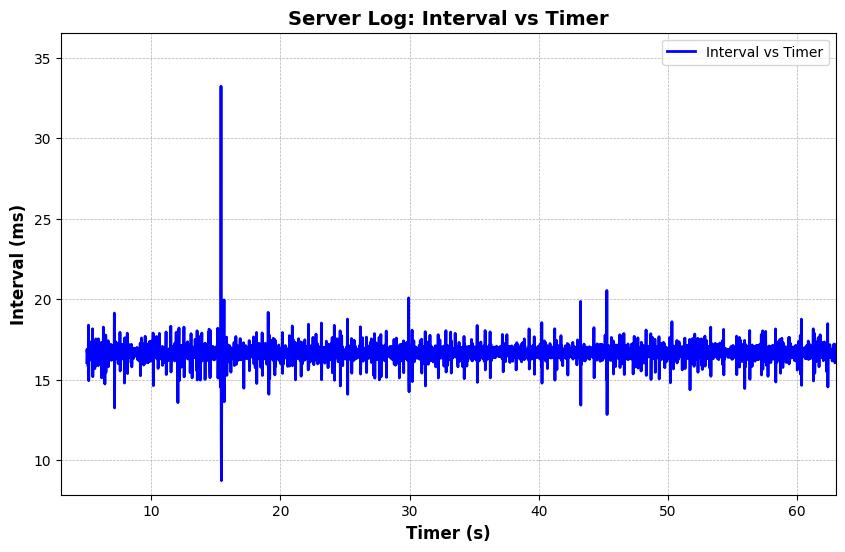 Server Log: Interval vs Timer
Interval vs Timer
35
30
25
20
15
10
Interval (ms)
10 20 30 40 50 60
Timer (s)